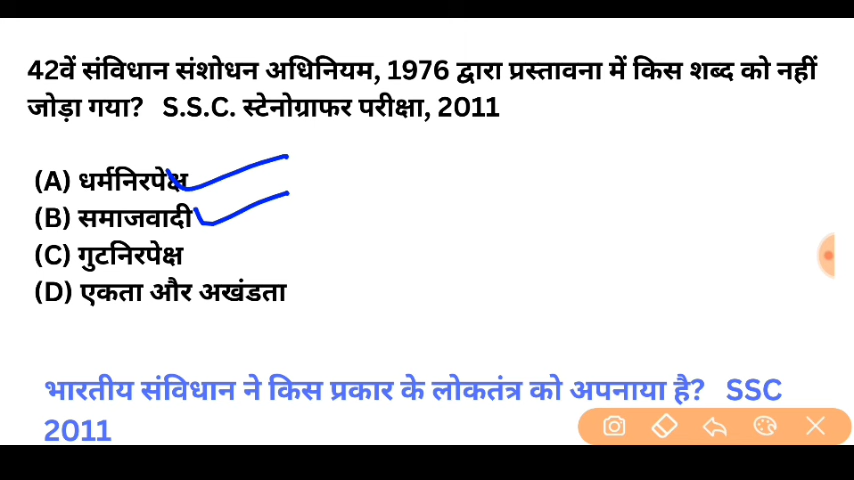 42वें संविधान संशोधन अधिनियम, 1976 द्वारा प्रस्तावना में किस शब्द को नहीं
जोड़ा गया? S.S.C. स्टेनोग्राफर परीक्षा, 2011
(A) धर्मनिरपेक्ष
(B) समाजवादी
(C) गुटनिरपेक्ष
(D) एकता और अखंडता
भारतीय संविधान ने किस प्रकार के लोकतंत्र को अपनाया है? SSC
2011